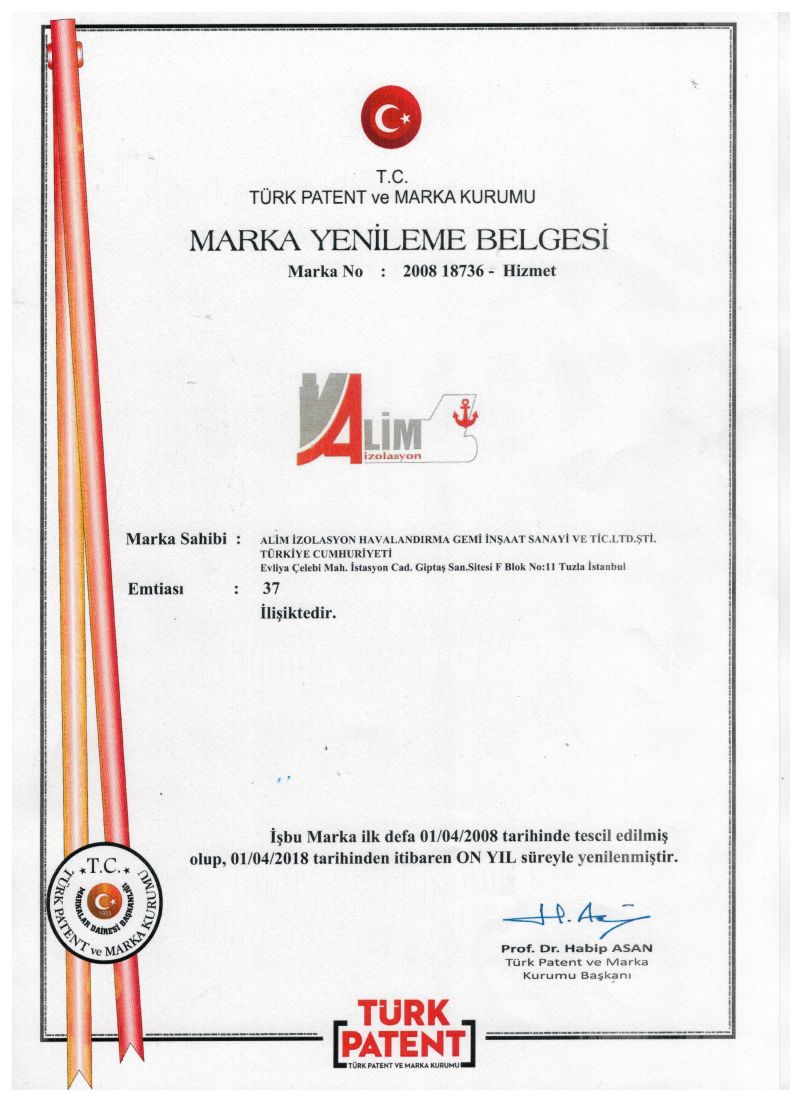 T.C.
TÜRK PATENT ve MARKA KURUMU
MARKA YENİLEME BELGESİ
Marka No : 2008 18736 - Hizmet
ALİM
izolasyon
Marka Sahibi : ALİM İZOLASYON HAVALANDIRMA GEMİ İNŞAAT SANAYİ VE TİC.LTD.ŞTİ.
TÜRKİYE CUMHURİYETİ
Evliya Çelebi Mah. İstasyon Cad. Giptaş San.Sitesi F Blok No:11 Tuzla İstanbul
Emtiası : 37
İlişiktedir.
İşbu Marka ilk defa 01/04/2008 tarihinde tescil edilmiş
olup, 01/04/2018 tarihinden itibaren ON YIL süreyle yenilenmiştir.
T.C.
TÜRK PATENT ve MARKA KURUMU
MARKALAR DAİRESİ BAŞKANLIĞI
1923
Prof. Dr. Habip ASAN
Türk Patent ve Marka
Kurumu Başkanı
TÜRK
PATENT
TÜRK PATENT VE MARKA KURUMU